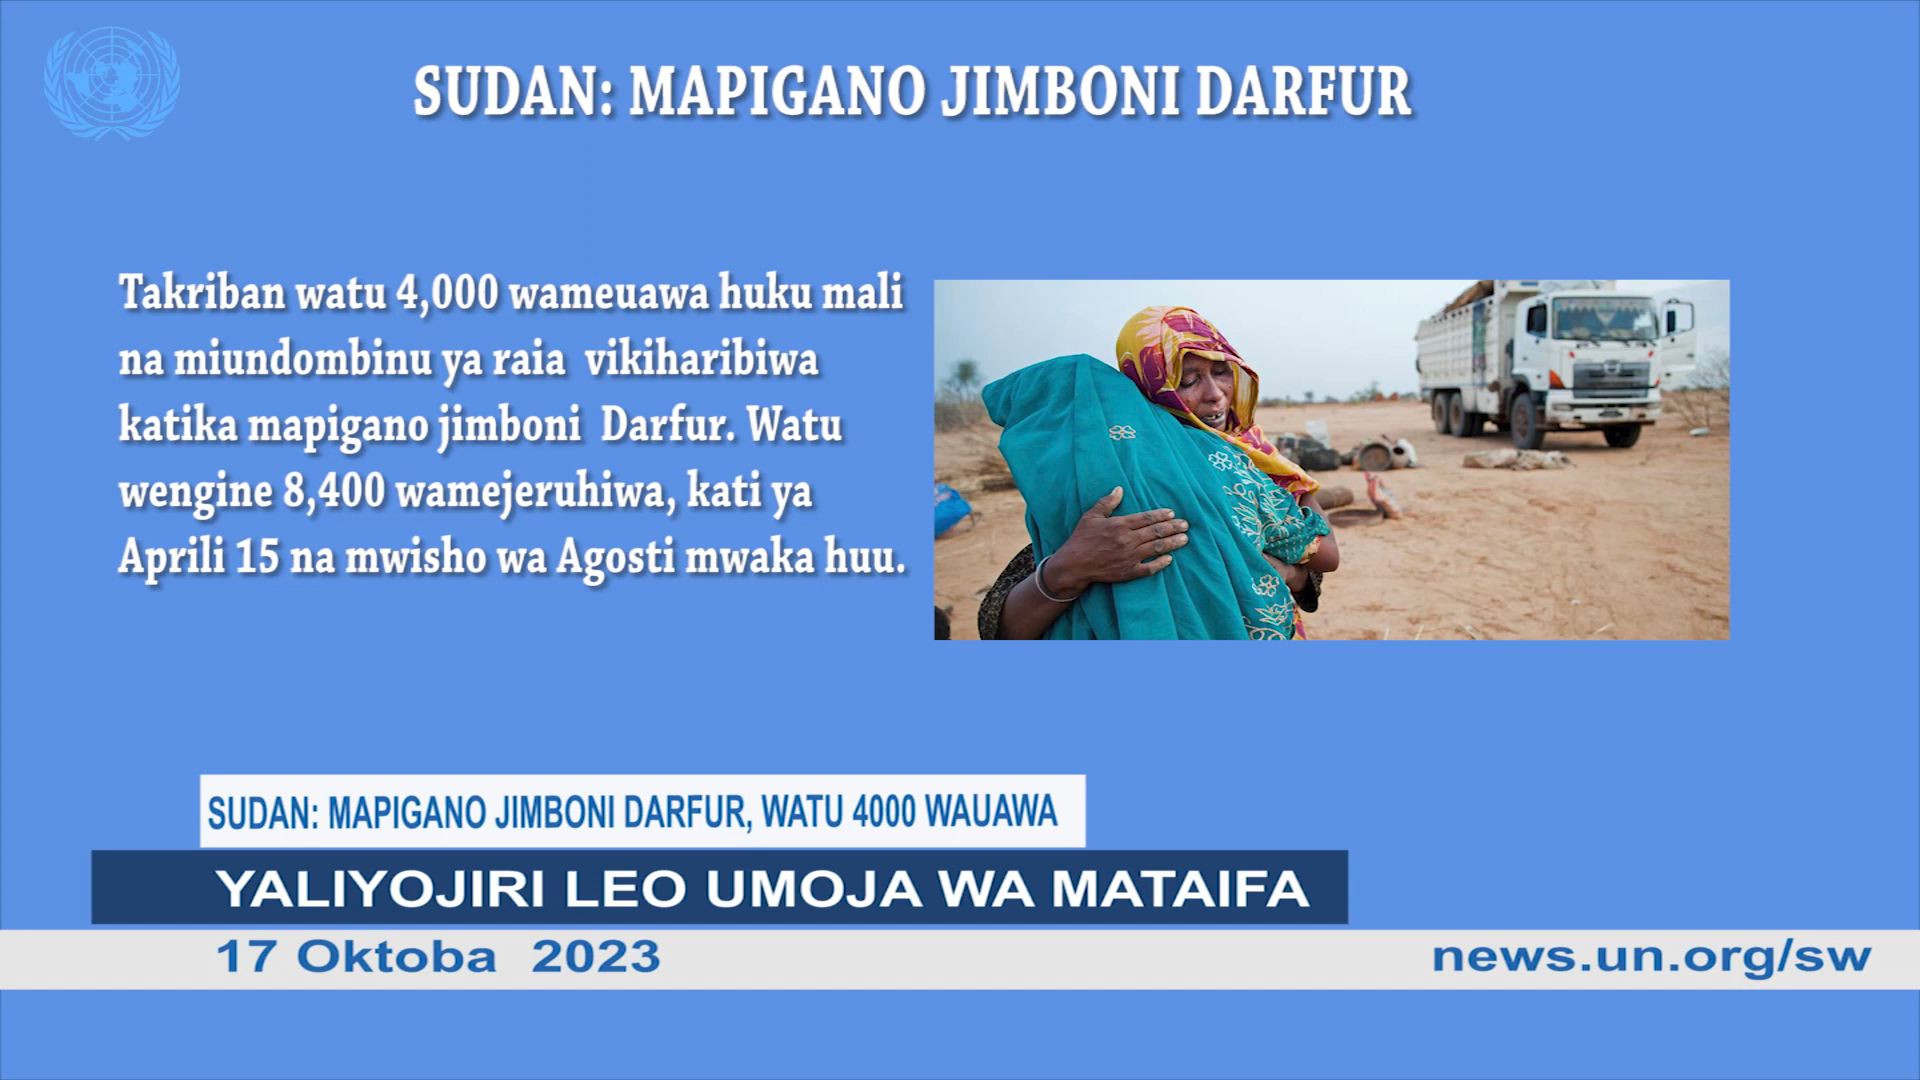 SUDAN: MAPIGANO JIMBONI DARFUR
Takriban watu 4,000 wameuawa huku mali
na miundombinu ya raia vikiharibiwa
katika mapigano jimboni Darfur. Watu
wengine 8,400 wamejeruhiwa, kati ya
Aprili 15 na mwisho wa Agosti mwaka huu.
SUDAN: MAPIGANO JIMBONI DARFUR, WATU 4000 WAUAWA
YALIYOJIRI LEO UMOJA WA MATAIFA
17 Oktoba 2023
news.un.org/sw